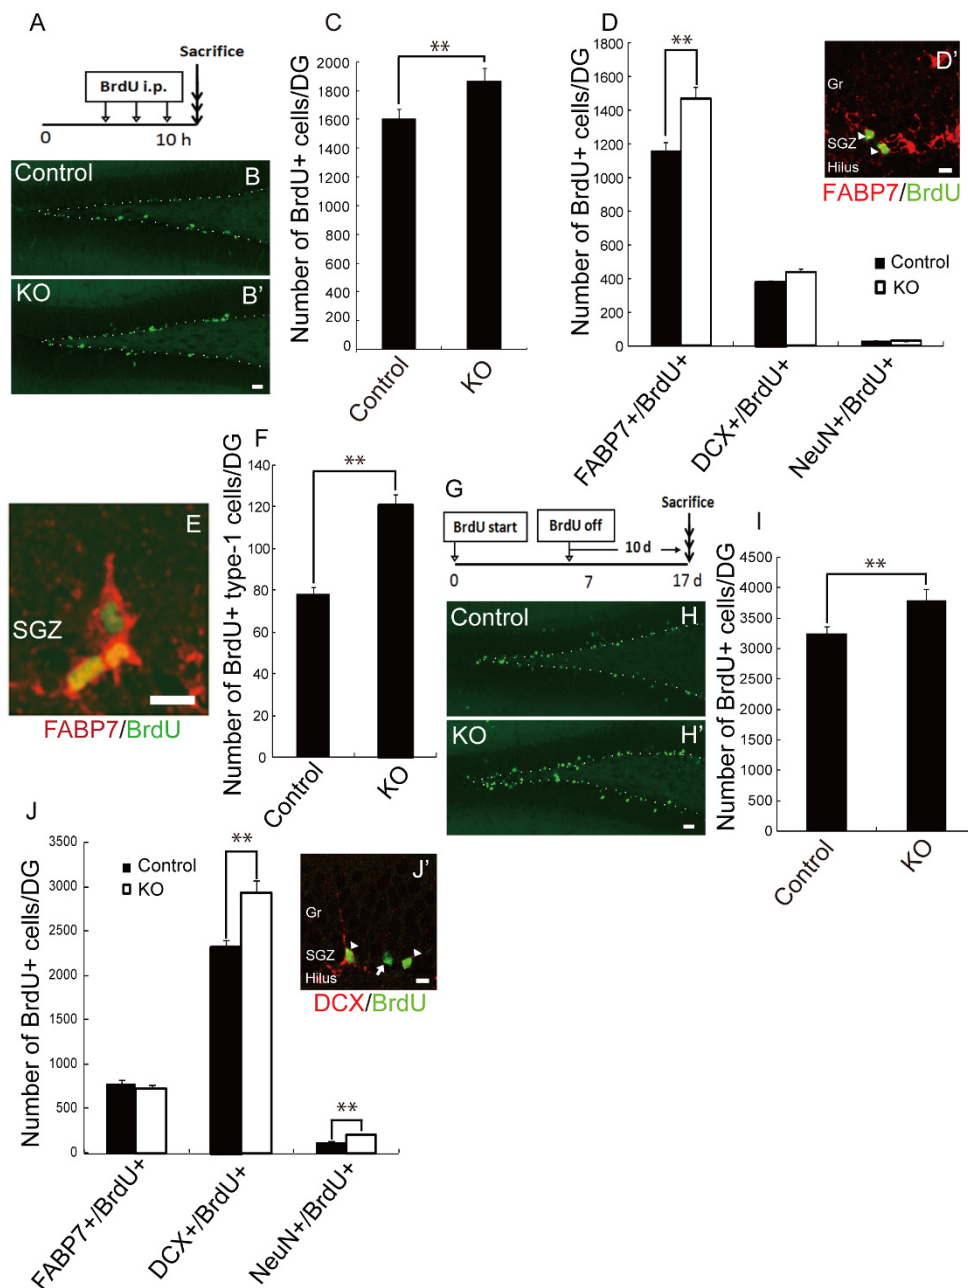 A
Sacrifice
BrdU i.p.
0
10 h
Control
B
KO
B'
C
**
Number of BrdU+ cells/DG
2000
1800
1600
1400
1200
1000
800
600
400
200
0
Control
KO
D
**
Number of BrdU+ cells/DG
1800
1600
1400
1200
1000
800
600
400
200
0
Control
KO
FABP7+/BrdU+
DCX+/BrdU+
NeuN+/BrdU+
D'
Gr
SGZ
Hilus
FABP7/BrdU
E
SGZ
FABP7/BrdU
F
**
Number of BrdU+ type-1 cells/DG
140
120
100
80
60
40
20
0
Control
KO
G
Sacrifice
BrdU start
BrdU off
10 d
0
7
17 d
Control
H
KO
H'
I
**
Number of BrdU+ cells/DG
4500
4000
3500
3000
2500
2000
1500
1000
500
0
Control
KO
J
Number of BrdU+ cells/DG
3500
3000
2500
2000
1500
1000
500
0
Control
KO
**
**
FABP7+/BrdU+
DCX+/BrdU+
NeuN+/BrdU+
J'
Gr
SGZ
Hilus
DCX/BrdU